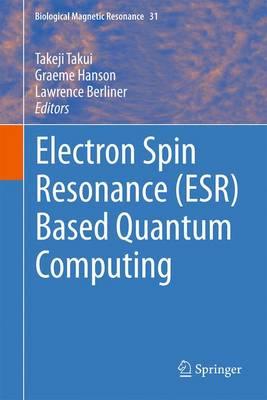 Biological Magnetic Resonance 31
Takeji Takui
Graeme Hanson
Lawrence Berliner
Editors
Electron Spin
Resonance (ESR)
Based Quantum
Computing
Springer